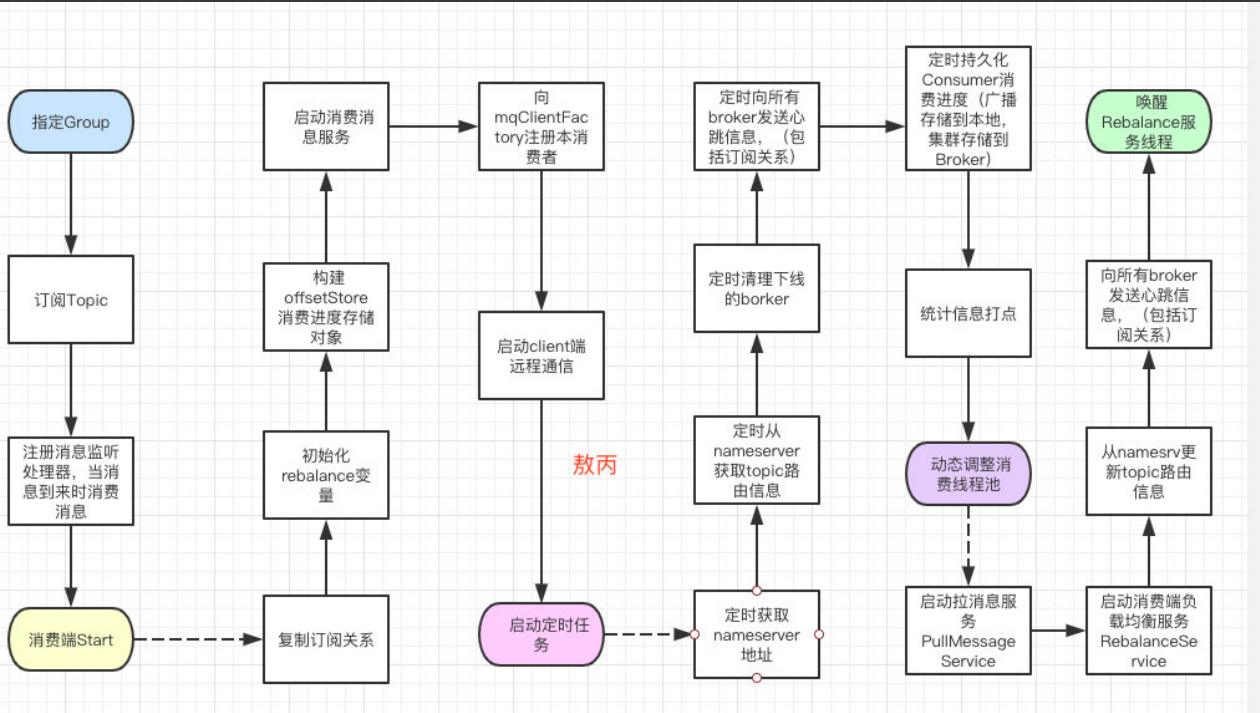 指定Group
订阅Topic
注册消息监听
处理器，当消
息到来时消费
消息
消费端Start
启动消费消
息服务
构建
offsetStore
消费进度存储
对象
初始化
rebalance变
量
复制订阅关系
向
mqClientFac
tory注册本消
费者
启动client端
远程通信
敖丙
启动定时任
务
定时向所有
broker发送心
跳信息，（包
括订阅关系）
定时清理下线
的borker
定时从
nameserver
获取topic路
由信息
定时获取
nameserver
地址
定时持久化
Consumer消
费进度（广播
存储到本地，
集群存储到
Broker）
统计信息打点
动态调整消
费线程池
启动拉消息服
务
PullMessage
Service
唤醒
Rebalance服
务线程
向所有broker
发送心跳信
息，（包括订
阅关系）
从namesrv更
新topic路由
信息
启动消费端负
载均衡服务
RebalanceSe
rvice